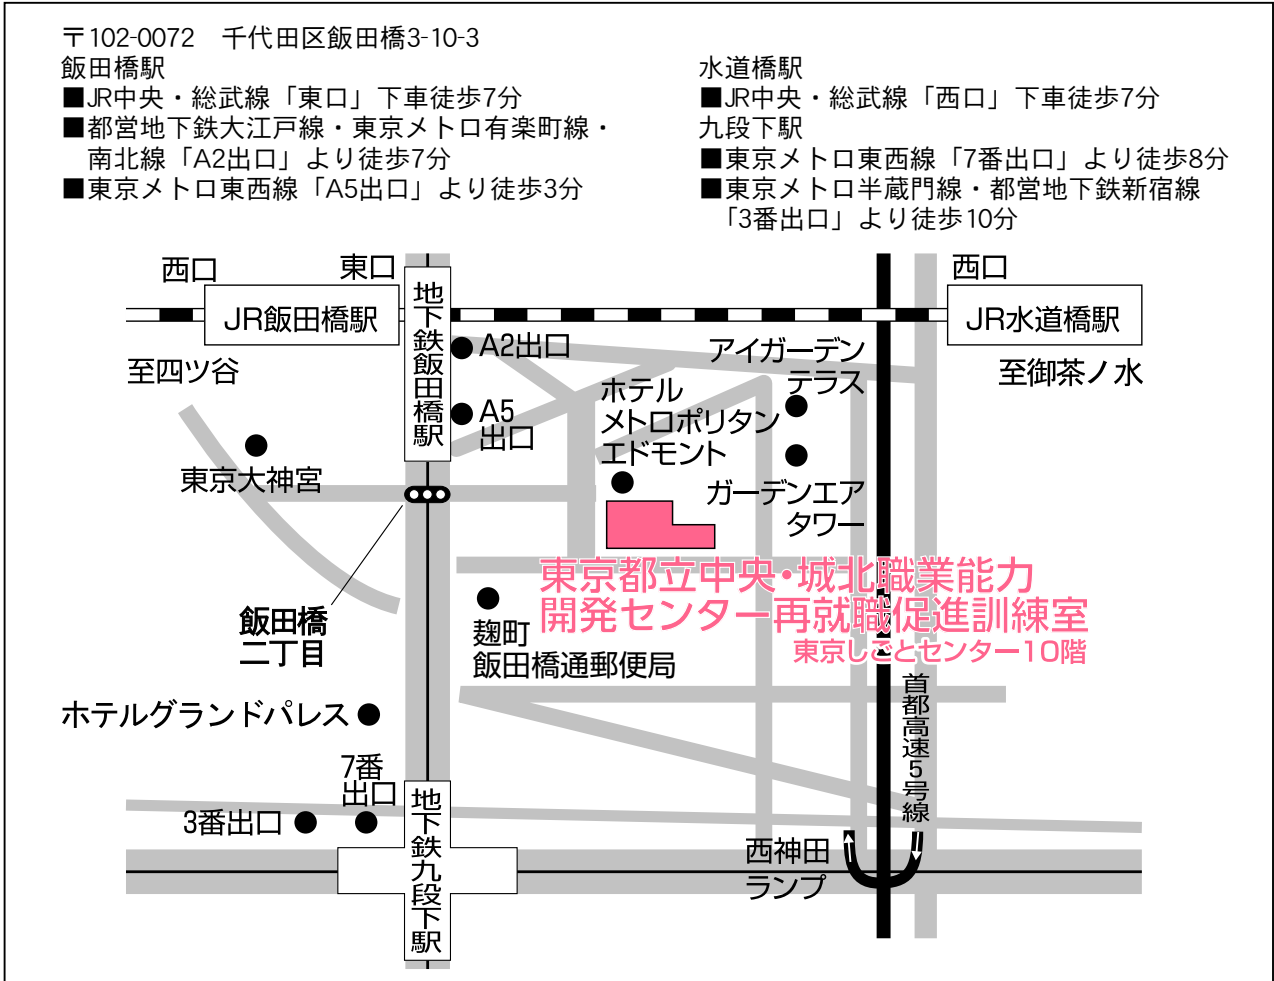 〒102-0072　千代田区飯田橋3-10-3
飯田橋駅
■JR中央・総武線「東口」下車徒歩7分
■都営地下鉄大江戸線・東京メトロ有楽町線・
南北線「A2出口」より徒歩7分
■東京メトロ東西線「A5出口」より徒歩3分
水道橋駅
■JR中央・総武線「西口」下車徒歩7分
九段下駅
■東京メトロ東西線「7番出口」より徒歩8分
■東京メトロ半蔵門線・都営地下鉄新宿線
「3番出口」より徒歩10分
西口
東口
西口
JR飯田橋駅
地下鉄飯田橋駅
JR水道橋駅
A2出口
アイガーデン
テラス
至四ツ谷
至御茶ノ水
ホテル
メトロポリタン
エドモント
A5
出口
東京大神宮
ガーデンエア
タワー
東京都立中央・城北職業能力
開発センター再就職促進訓練室
東京しごとセンター10階
飯田橋
二丁目
麹町
飯田橋通郵便局
首都高速5号線
ホテルグランドパレス
7番
出口
3番出口
地下鉄九段下駅
西神田
ランプ